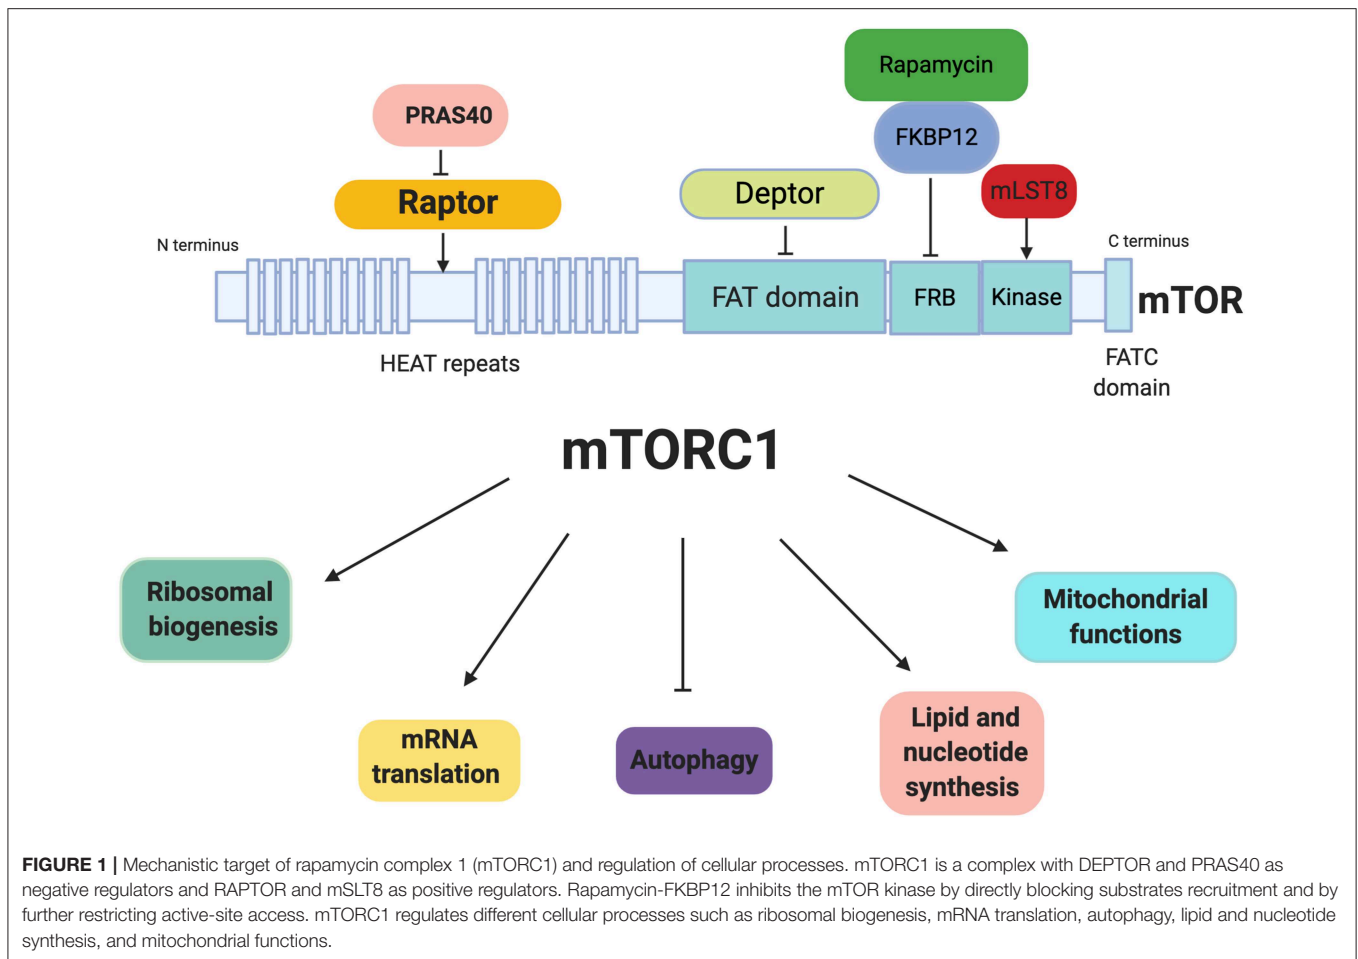 Rapamycin
PRAS40
FKBP12
Raptor
Deptor
mLST8
N terminus
C terminus
FAT domain
FRB
Kinase
mTOR
HEAT repeats
FATC
domain
mTORC1
Ribosomal
biogenesis
Mitochondrial
functions
mRNA
translation
Autophagy
Lipid and
nucleotide
synthesis
FIGURE 1 | Mechanistic target of rapamycin complex 1 (mTORC1) and regulation of cellular processes. mTORC1 is a complex with DEPTOR and PRAS40 as
negative regulators and RAPTOR and mSLT8 as positive regulators. Rapamycin-FKBP12 inhibits the mTOR kinase by directly blocking substrates recruitment and by
further restricting active-site access. mTORC1 regulates different cellular processes such as ribosomal biogenesis, mRNA translation, autophagy, lipid and nucleotide
synthesis, and mitochondrial functions.